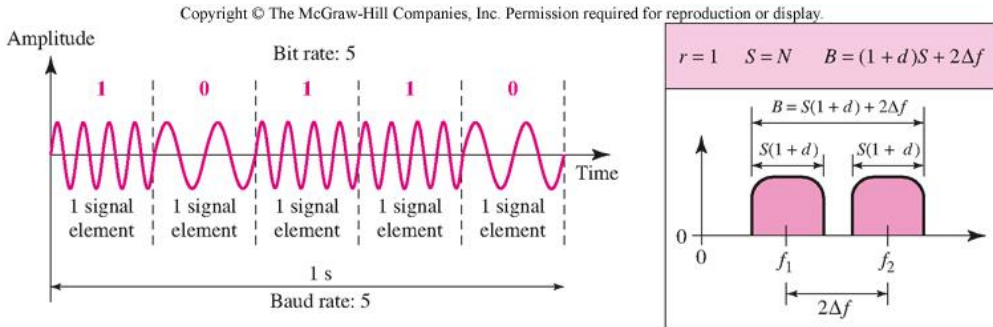 Copyright © The McGraw-Hill Companies, Inc. Permission required for reproduction or display.
Amplitude
Bit rate: 5
1 0 1 1 0
Time
1 signal element
1 signal element
1 signal element
1 signal element
1 signal element
1 s
Baud rate: 5
r = 1 S = N B = (1 + d)S + 2Δf
B = S(1 + d) + 2Δf
S(1 + d) S(1 + d)
0
0
f₁ f₂
2Δf